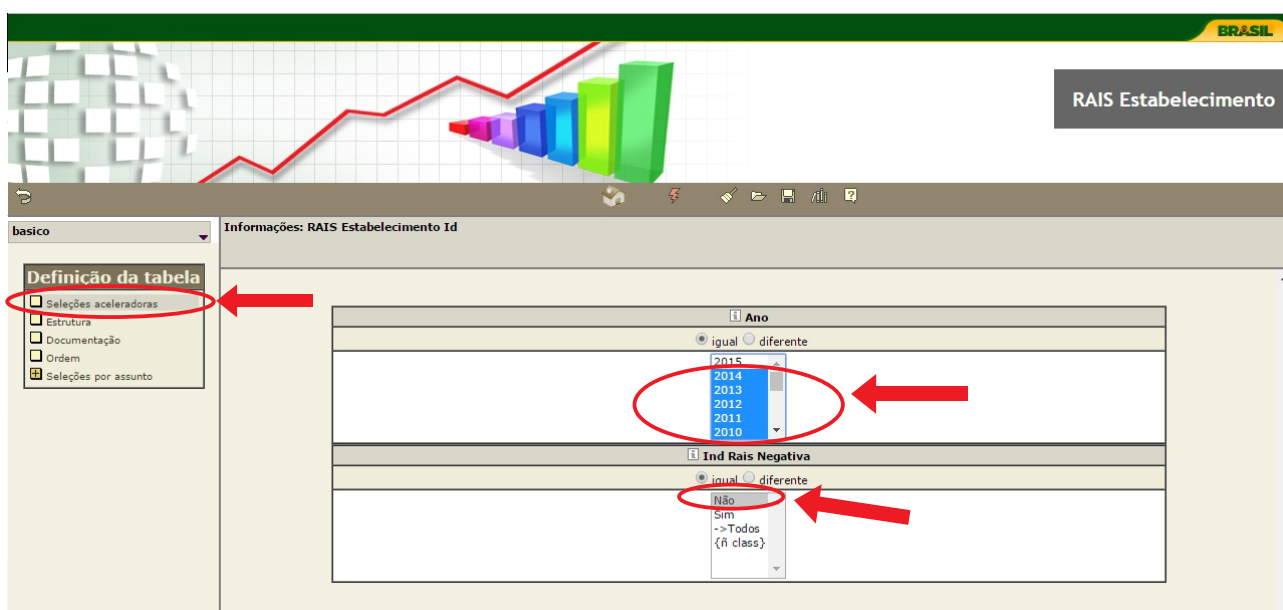 BRASIL
RAIS Estabelecimento
basico
Informações: RAIS Estabelecimento Id
Definição da tabela
Seleções aceleradoras
Estrutura
Documentação
Ordem
Seleções por assunto
Ano
igual diferente
2015
2014
2013
2012
2011
2010
Ind Rais Negativa
igual diferente
Não
Sim
->Todos
{ñ class}